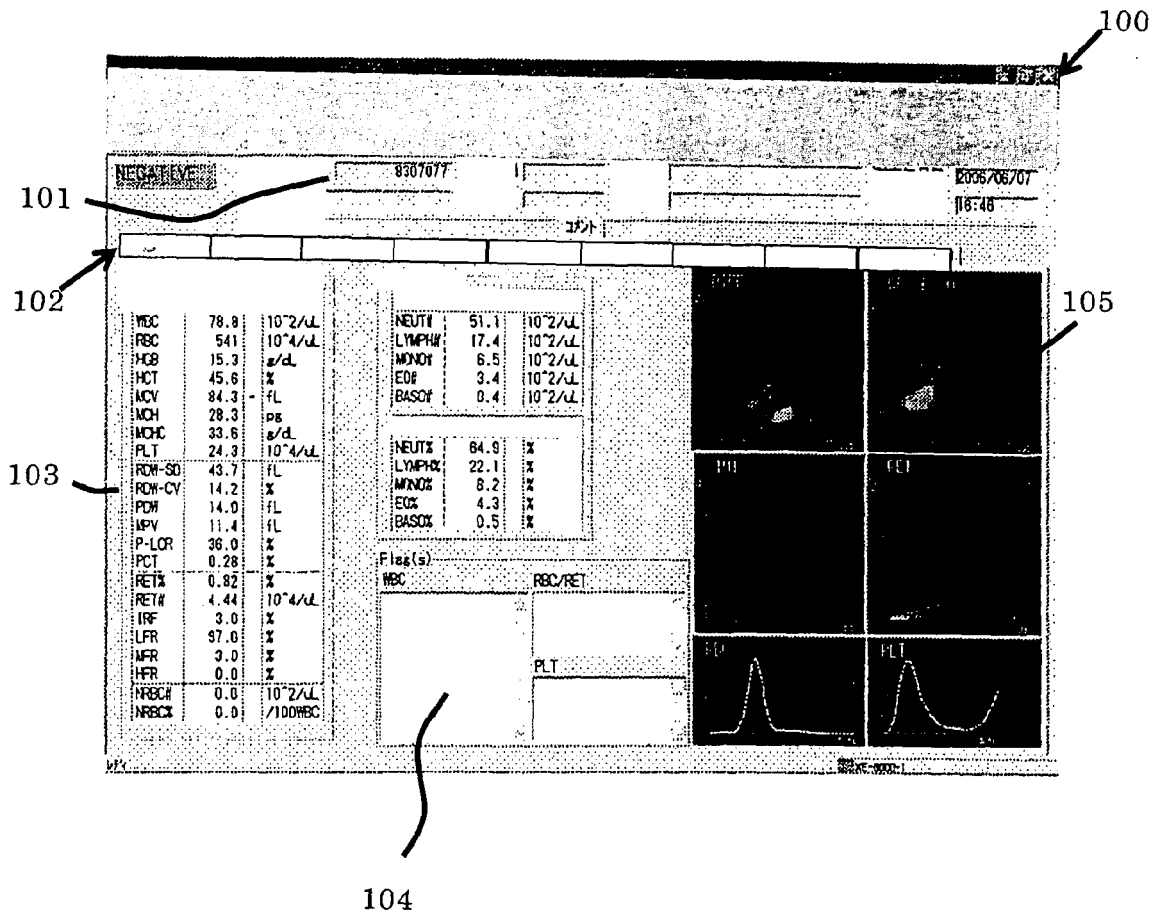 100
NEGATIVE
8307077
2006/06/07
16:46
101
コメント
102
105
WBC 78.8 10^2/uL
RBC 541 10^4/uL
HGB 15.3 g/dL
HCT 45.6 %
MCV 84.3 - fL
MCH 28.3 pg
MCHC 33.6 g/dL
PLT 24.3 10^4/uL
RDW-SD 43.7 fL
RDW-CV 14.2 %
PDW 14.0 fL
MPV 11.4 fL
P-LCR 36.0 %
PCT 0.28 %
RET% 0.82 %
RET# 4.44 10^4/uL
IRF 3.0 %
LFR 97.0 %
MFR 3.0 %
HFR 0.0 %
NRBC# 0.0 10^2/uL
NRBC% 0.0 /100WBC
103
NEUT# 51.1 10^2/uL
LYMPH# 17.4 10^2/uL
MONO# 6.5 10^2/uL
EO# 3.4 10^2/uL
BASO# 0.4 10^2/uL
NEUT% 64.9 %
LYMPH% 22.1 %
MONO% 8.2 %
EO% 4.3 %
BASO% 0.5 %
Flag(s)
WBC
RBC/RET
PLT
RET
PLT
レディ
104